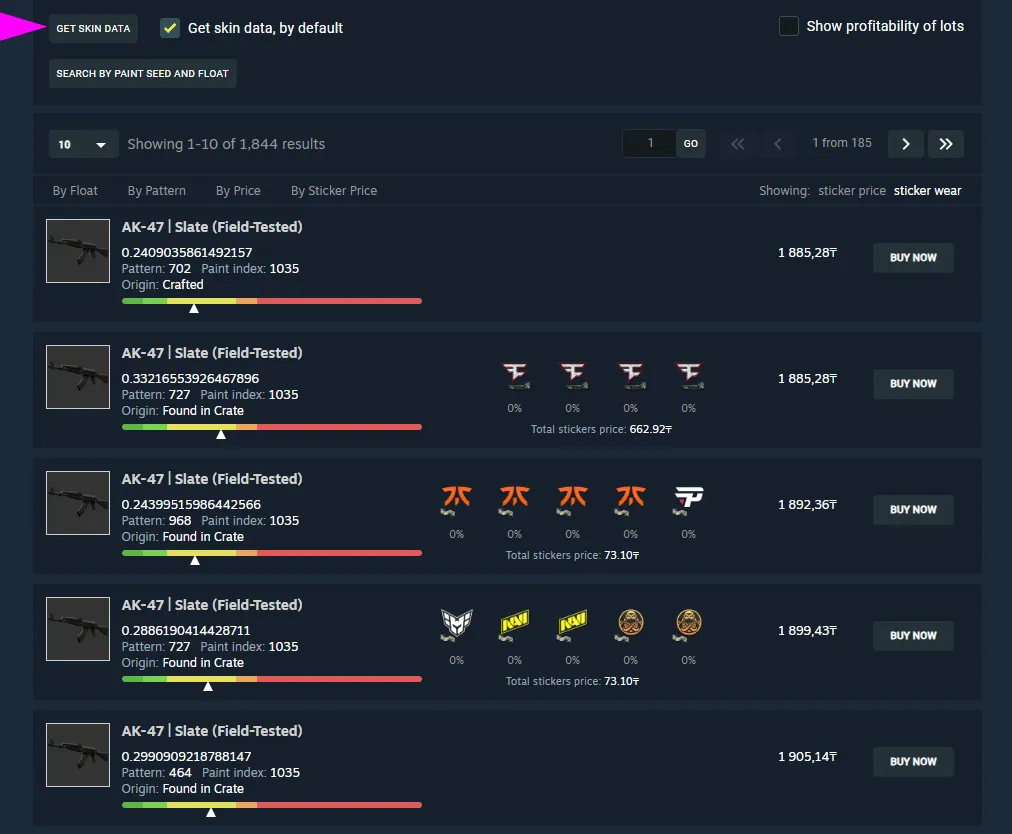 GET SKIN DATA
Get skin data, by default
Show profitability of lots
SEARCH BY PAINT SEED AND FLOAT
10
Showing 1-10 of 1,844 results
1
GO
1 from 185
By Float
By Pattern
By Price
By Sticker Price
Showing: sticker price sticker wear
AK-47 | Slate (Field-Tested)
0.2409035861492157
Pattern: 702 Paint index: 1035
Origin: Crafted
1 885,28₸
BUY NOW
AK-47 | Slate (Field-Tested)
0.33216553926467896
Pattern: 727 Paint index: 1035
Origin: Found in Crate
0% 0% 0% 0%
Total stickers price: 662.92₸
1 885,28₸
BUY NOW
AK-47 | Slate (Field-Tested)
0.24399515986442566
Pattern: 968 Paint index: 1035
Origin: Found in Crate
0% 0% 0% 0% 0%
Total stickers price: 73.10₸
1 892,36₸
BUY NOW
AK-47 | Slate (Field-Tested)
0.2886190414428711
Pattern: 727 Paint index: 1035
Origin: Found in Crate
NAVI NAVI
0% 0% 0% 0% 0%
Total stickers price: 73.10₸
1 899,43₸
BUY NOW
AK-47 | Slate (Field-Tested)
0.2990909218788147
Pattern: 464 Paint index: 1035
Origin: Found in Crate
1 905,14₸
BUY NOW